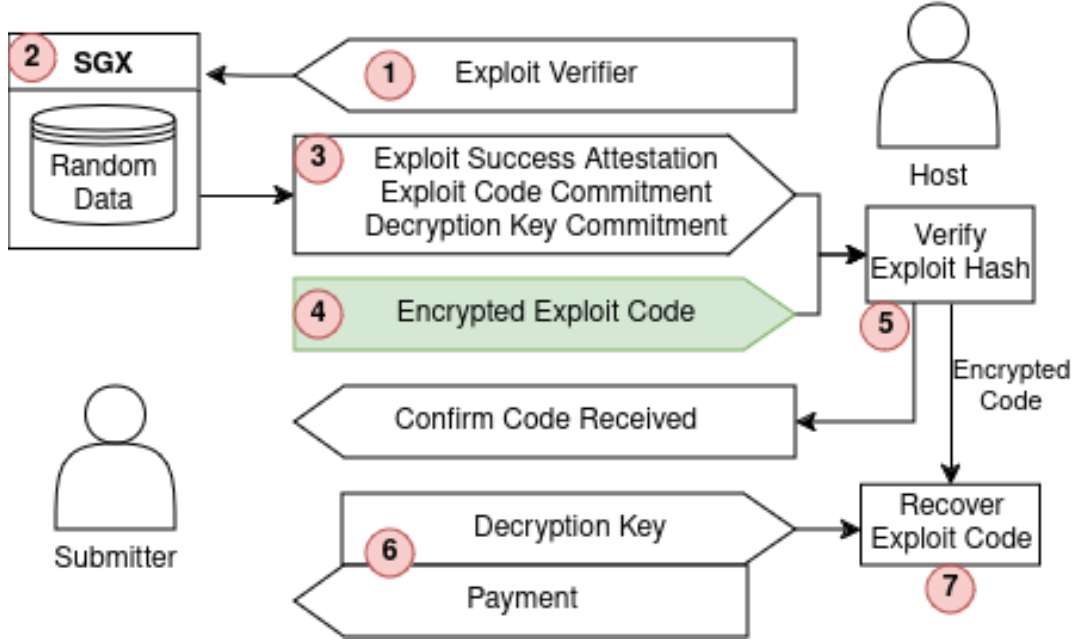 2
SGX
1
Exploit Verifier
Random
Data
3
Exploit Success Attestation
Exploit Code Commitment
Decryption Key Commitment
Host
Verify
Exploit Hash
4
Encrypted Exploit Code
5
Encrypted
Code
Confirm Code Received
Submitter
6
Decryption Key
Recover
Exploit Code
Payment
7